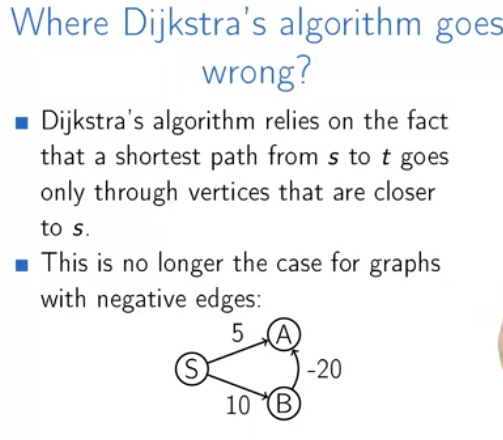 Where Dijkstra's algorithm goes
wrong?
Dijkstra's algorithm relies on the fact
that a shortest path from s to t goes
only through vertices that are closer
to s.
This is no longer the case for graphs
with negative edges:
5 A
S -20
10 B